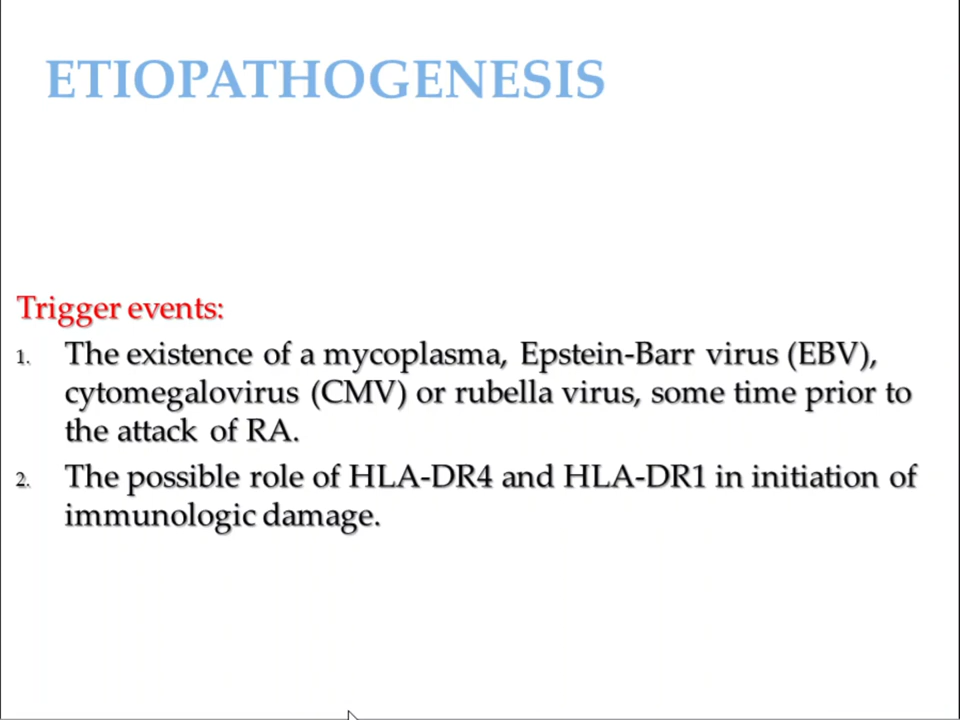 ETIOPATHOGENESIS
Trigger events:
1. The existence of a mycoplasma, Epstein-Barr virus (EBV),
cytomegalovirus (CMV) or rubella virus, some time prior to
the attack of RA.
2. The possible role of HLA-DR4 and HLA-DR1 in initiation of
immunologic damage.